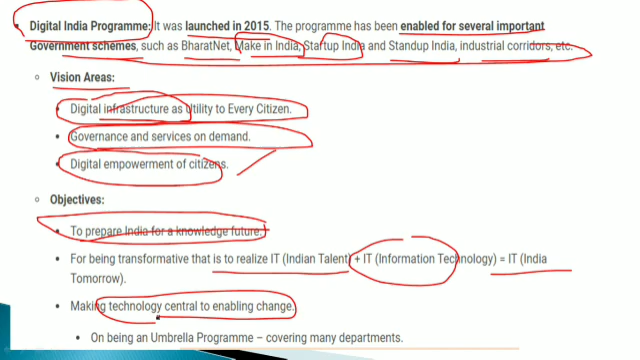 Digital India Programme: It was launched in 2015. The programme has been enabled for several important
Government schemes, such as BharatNet, Make in India, Startup India and Standup India, industrial corridors, etc.
Vision Areas:
Digital infrastructure as Utility to Every Citizen.
Governance and services on demand.
Digital empowerment of citizens.
Objectives:
To prepare India for a knowledge future.
For being transformative that is to realize IT (Indian Talent) + IT (Information Technology) = IT (India
Tomorrow).
Making technology central to enabling change.
On being an Umbrella Programme – covering many departments.